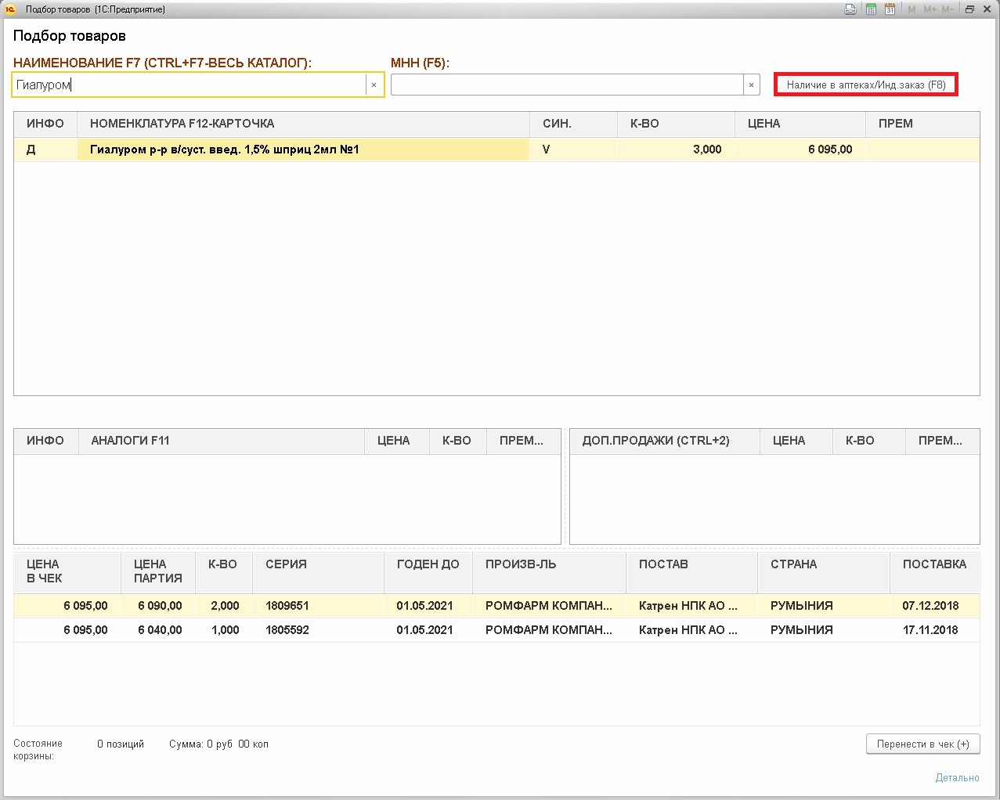 Подбор товаров (1С:Предприятие)
M M+ M-
Подбор товаров
НАИМЕНОВАНИЕ F7 (CTRL+F7-ВЕСЬ КАТАЛОГ): МНН (F5):
Гиалуром × × Наличие в аптеках/Инд.заказ (F8)
ИНФО НОМЕНКЛАТУРА F12-КАРТОЧКА СИН. К-ВО ЦЕНА ПРЕМ
Д Гиалуром р-р в/суст. введ. 1,5% шприц 2мл №1 V 3,000 6 095,00
ИНФО АНАЛОГИ F11 ЦЕНА К-ВО ПРЕМ... ДОП.ПРОДАЖИ (CTRL+2) ЦЕНА К-ВО ПРЕМ...
ЦЕНА В ЧЕК ЦЕНА ПАРТИЯ К-ВО СЕРИЯ ГОДЕН ДО ПРОИЗВ-ЛЬ ПОСТАВ СТРАНА ПОСТАВКА
6 095,00 6 090,00 2,000 1809651 01.05.2021 РОМФАРМ КОМПАН... Катрен НПК АО ... РУМЫНИЯ 07.12.2018
6 095,00 6 040,00 1,000 1805592 01.05.2021 РОМФАРМ КОМПАН... Катрен НПК АО ... РУМЫНИЯ 17.11.2018
Состояние корзины: 0 позиций Сумма: 0 руб 00 коп Перенести в чек (+)
Детально